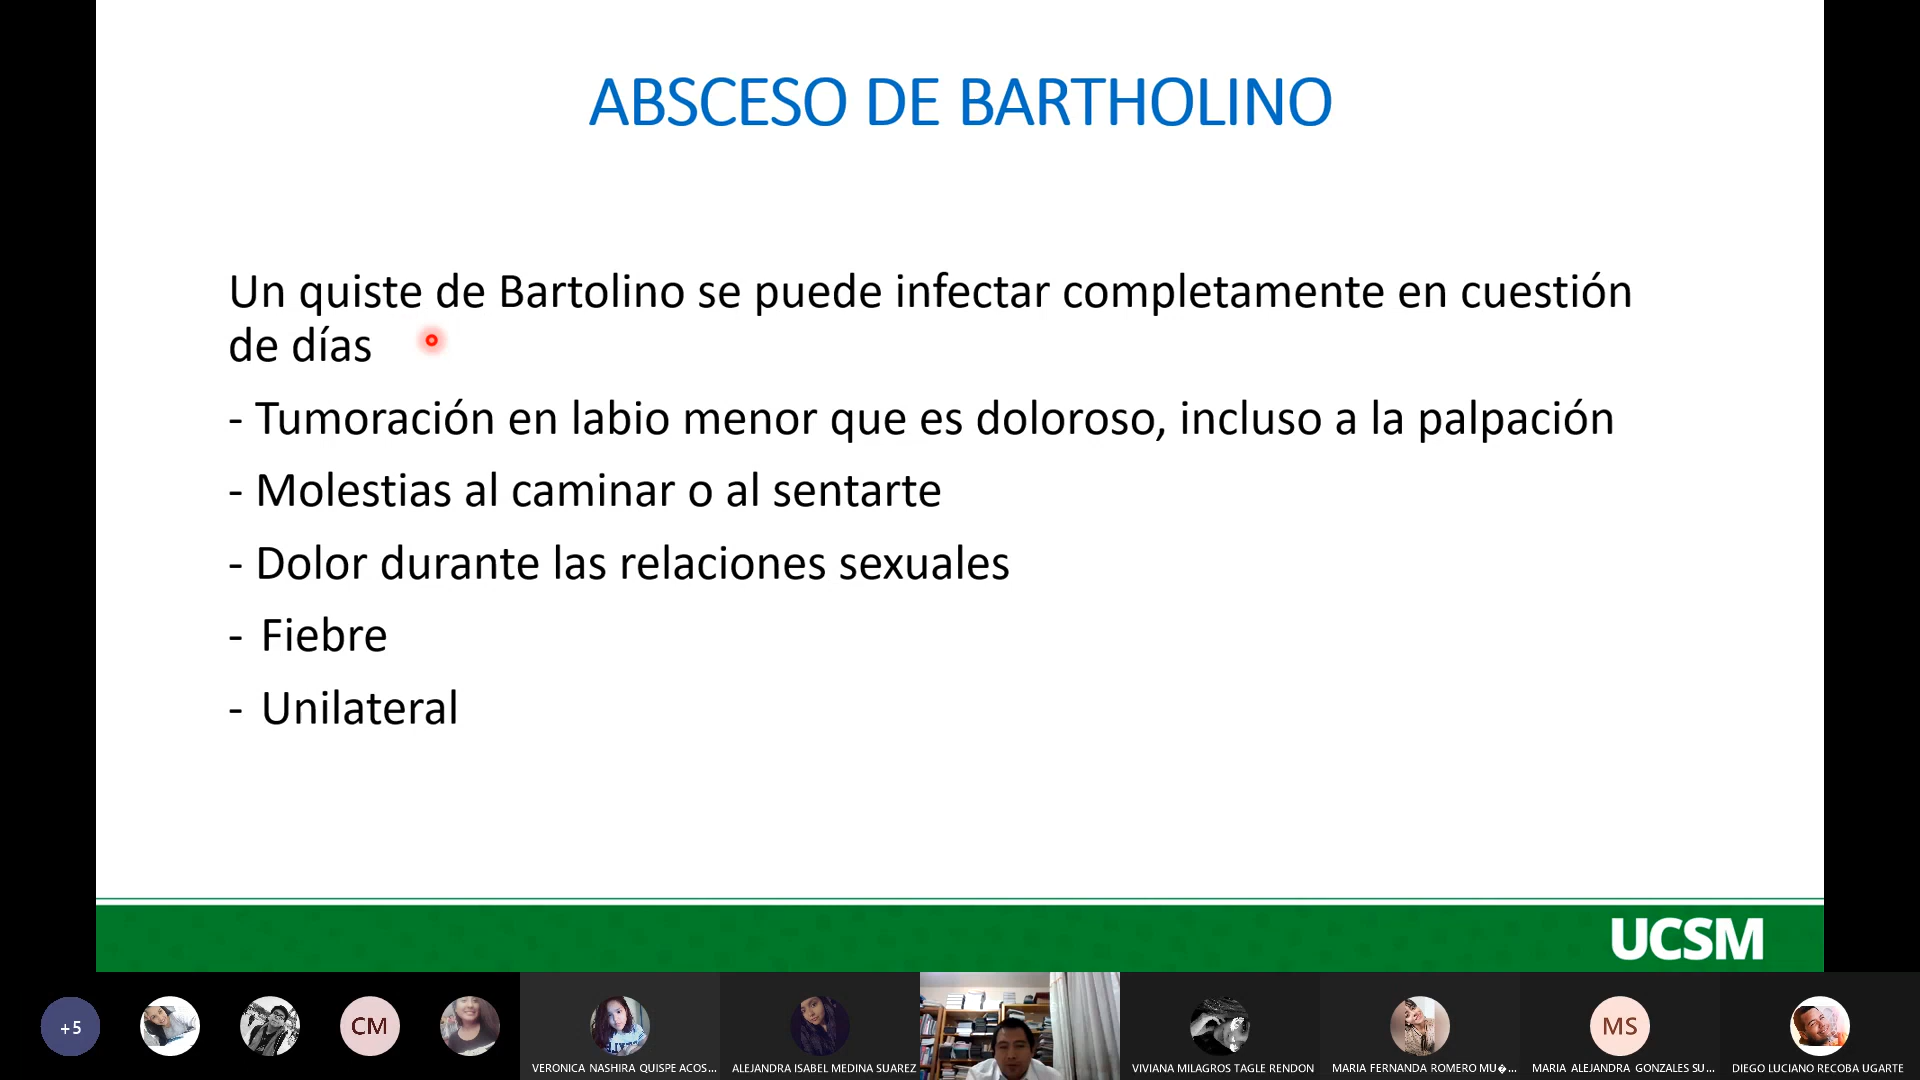 ABSCESO DE BARTHOLINO
Un quiste de Bartolino se puede infectar completamente en cuestión
de días
- Tumoración en labio menor que es doloroso, incluso a la palpación
- Molestias al caminar o al sentarte
- Dolor durante las relaciones sexuales
- Fiebre
- Unilateral
UCSM
+5
CM
MS
VERONICA NASHIRA QUISPE ACOS...
ALEJANDRA ISABEL MEDINA SUAREZ
VIVIANA MILAGROS TAGLE RENDON
MARIA FERNANDA ROMERO MU�...
MARIA ALEJANDRA GONZALES SU...
DIEGO LUCIANO RECOBA UGARTE